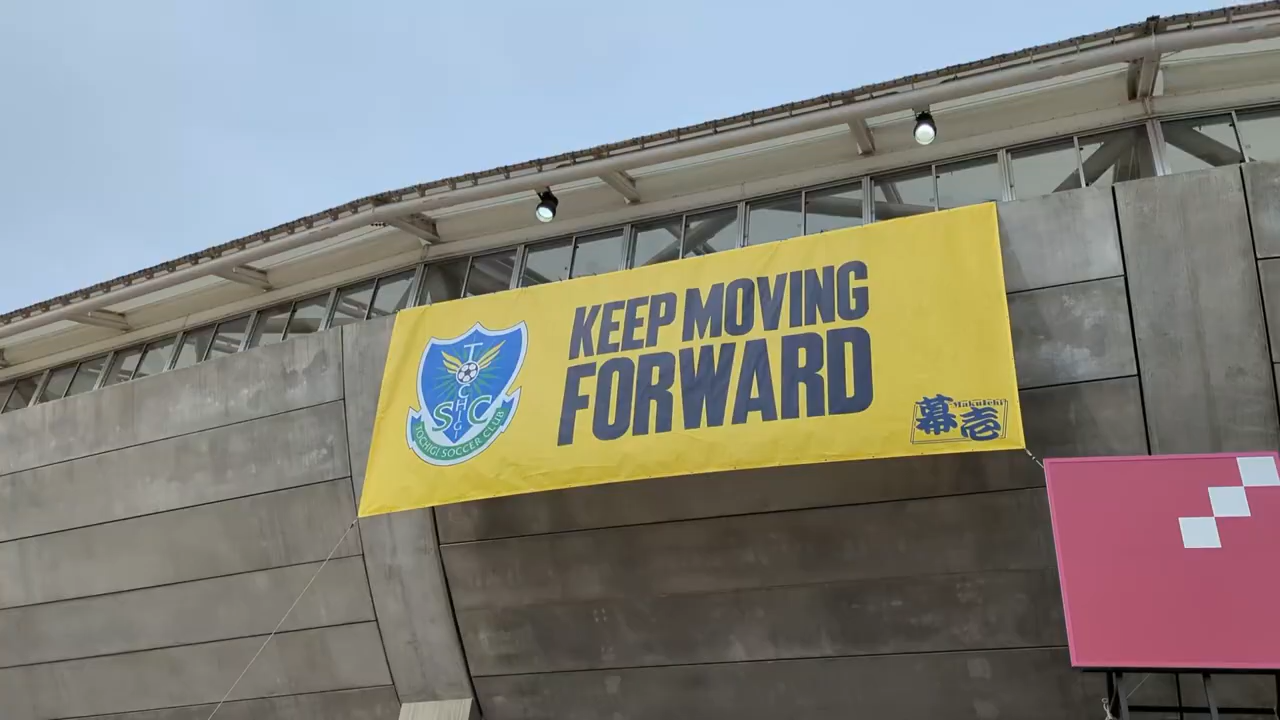 KEEP MOVING
FORWARD
TOCHIGI
SC
TOCHIGI SOCCER CLUB
MakuIchi
幕壱